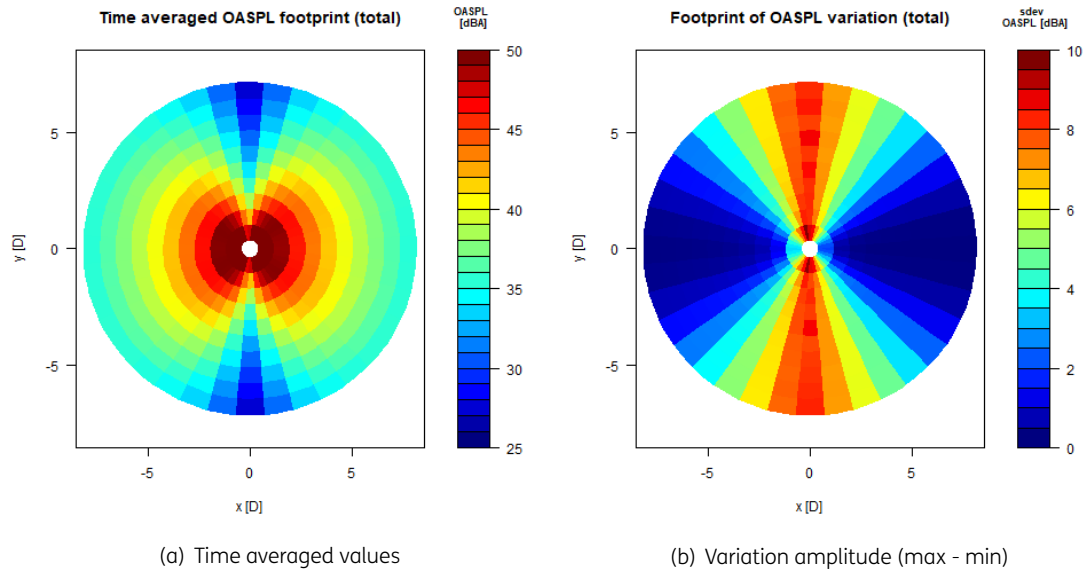 Time averaged OASPL footprint (total)
OASPL
[dBA]
50
45
40
35
30
25
5
0
-5
y [D]
-5
0
5
x [D]
(a) Time averaged values
Footprint of OASPL variation (total)
sdev
OASPL [dBA]
10
8
6
4
2
0
5
0
-5
y [D]
-5
0
5
x [D]
(b) Variation amplitude (max - min)